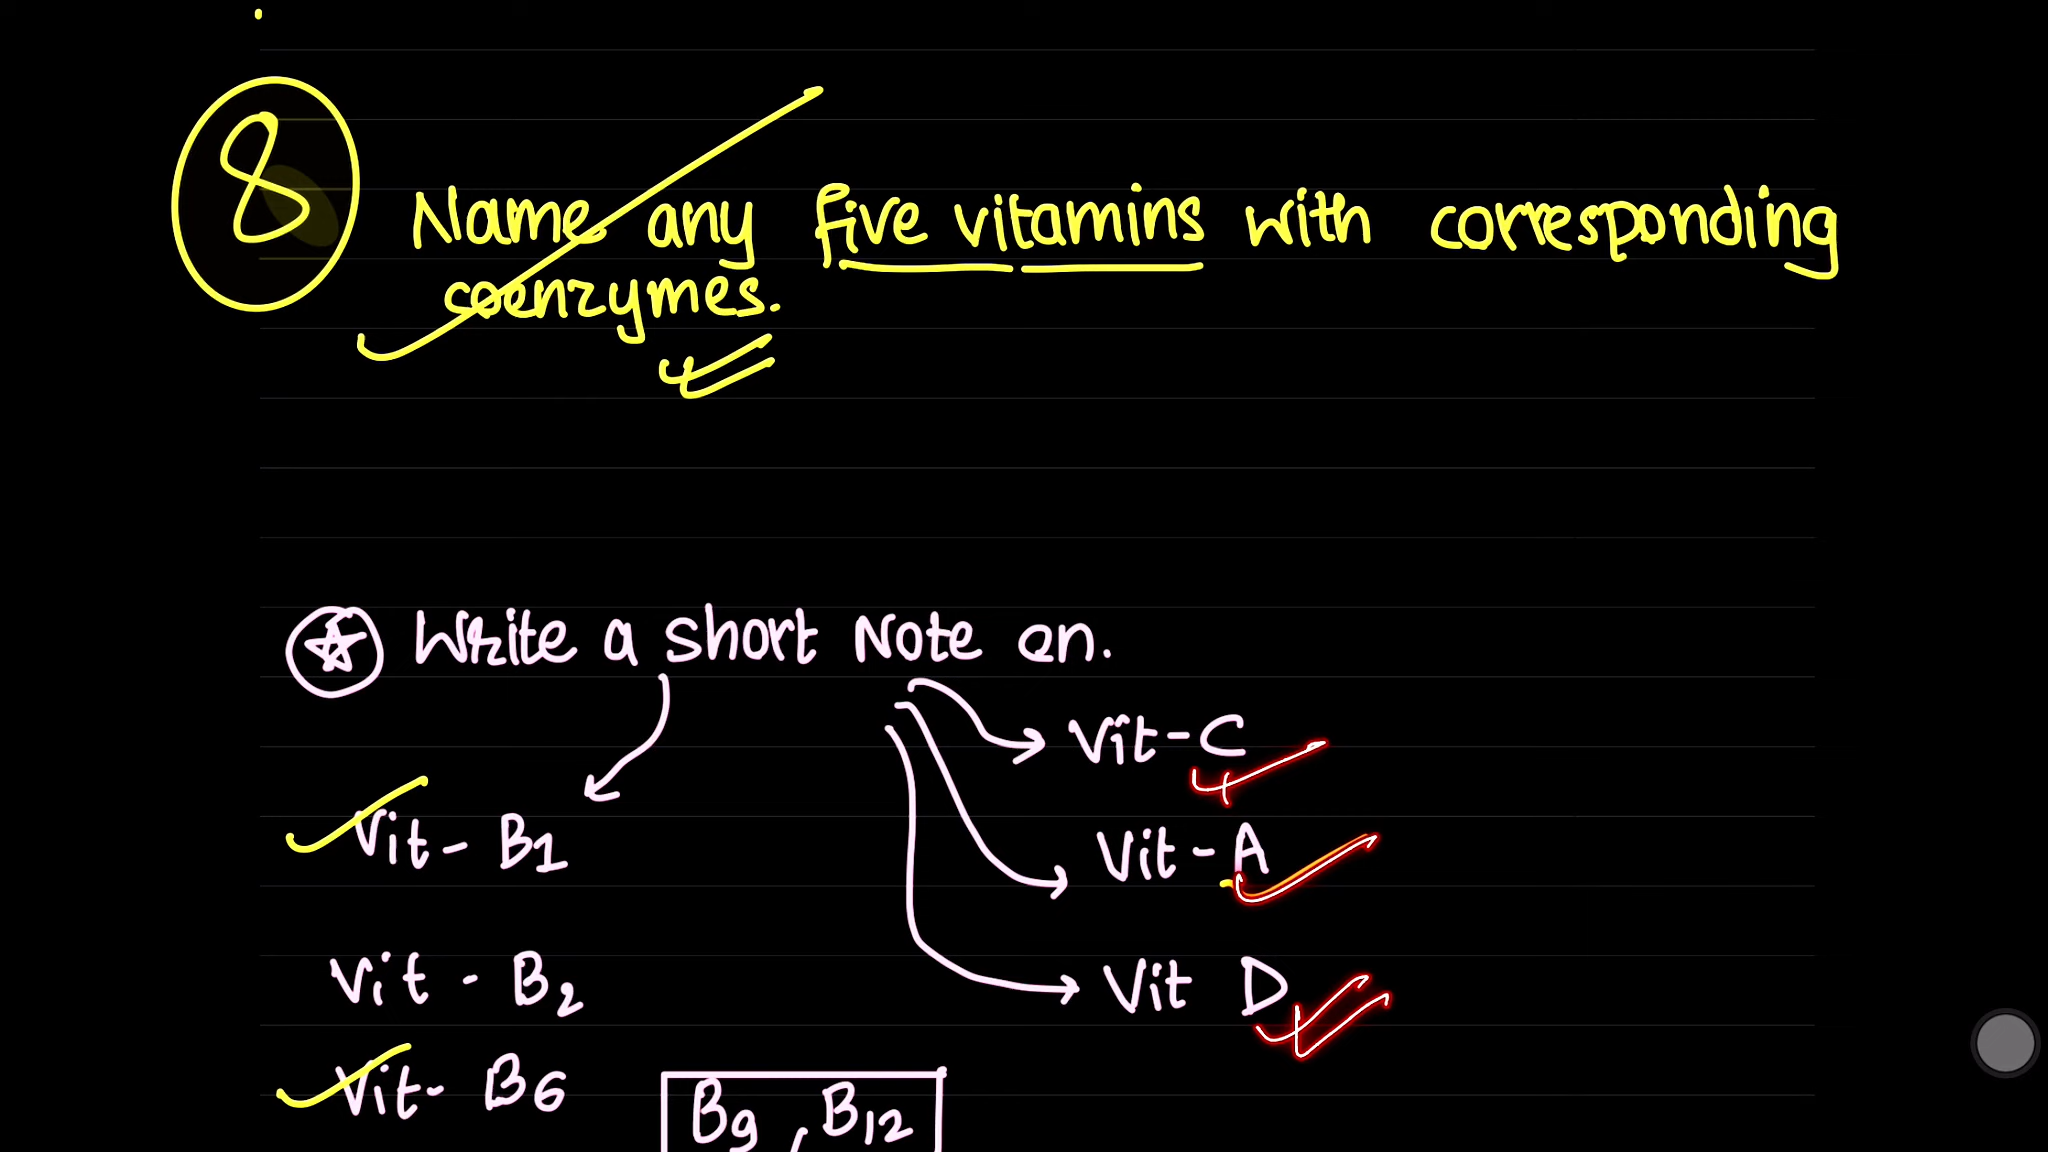 8
Name any five vitamins with corresponding
coenzymes.
Write a short Note on.
Vit-C
Vit- B1
Vit-A
Vit - B2
Vit D
Vit- B6
B9, B12